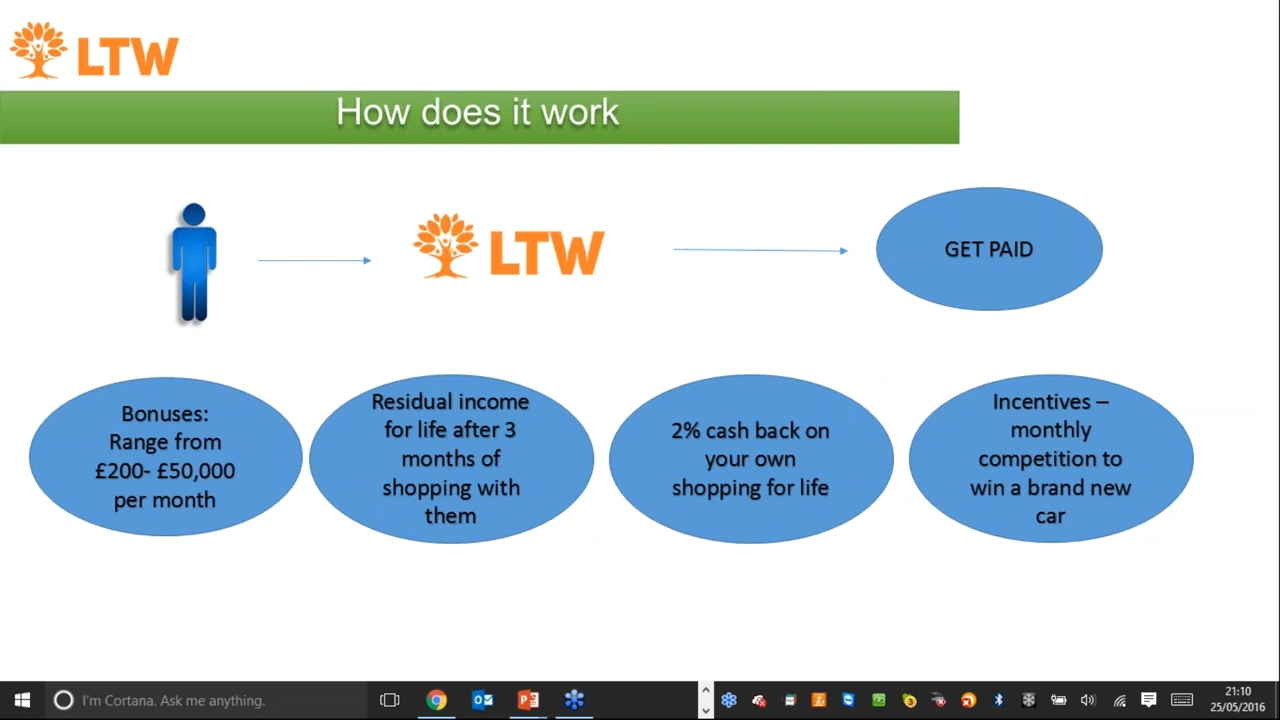 LTW
How does it work
LTW
GET PAID
Bonuses:
Range from
£200- £50,000
per month
Residual income
for life after 3
months of
shopping with
them
2% cash back on
your own
shopping for life
Incentives –
monthly
competition to
win a brand new
car
I'm Cortana. Ask me anything.
21:10
25/05/2016